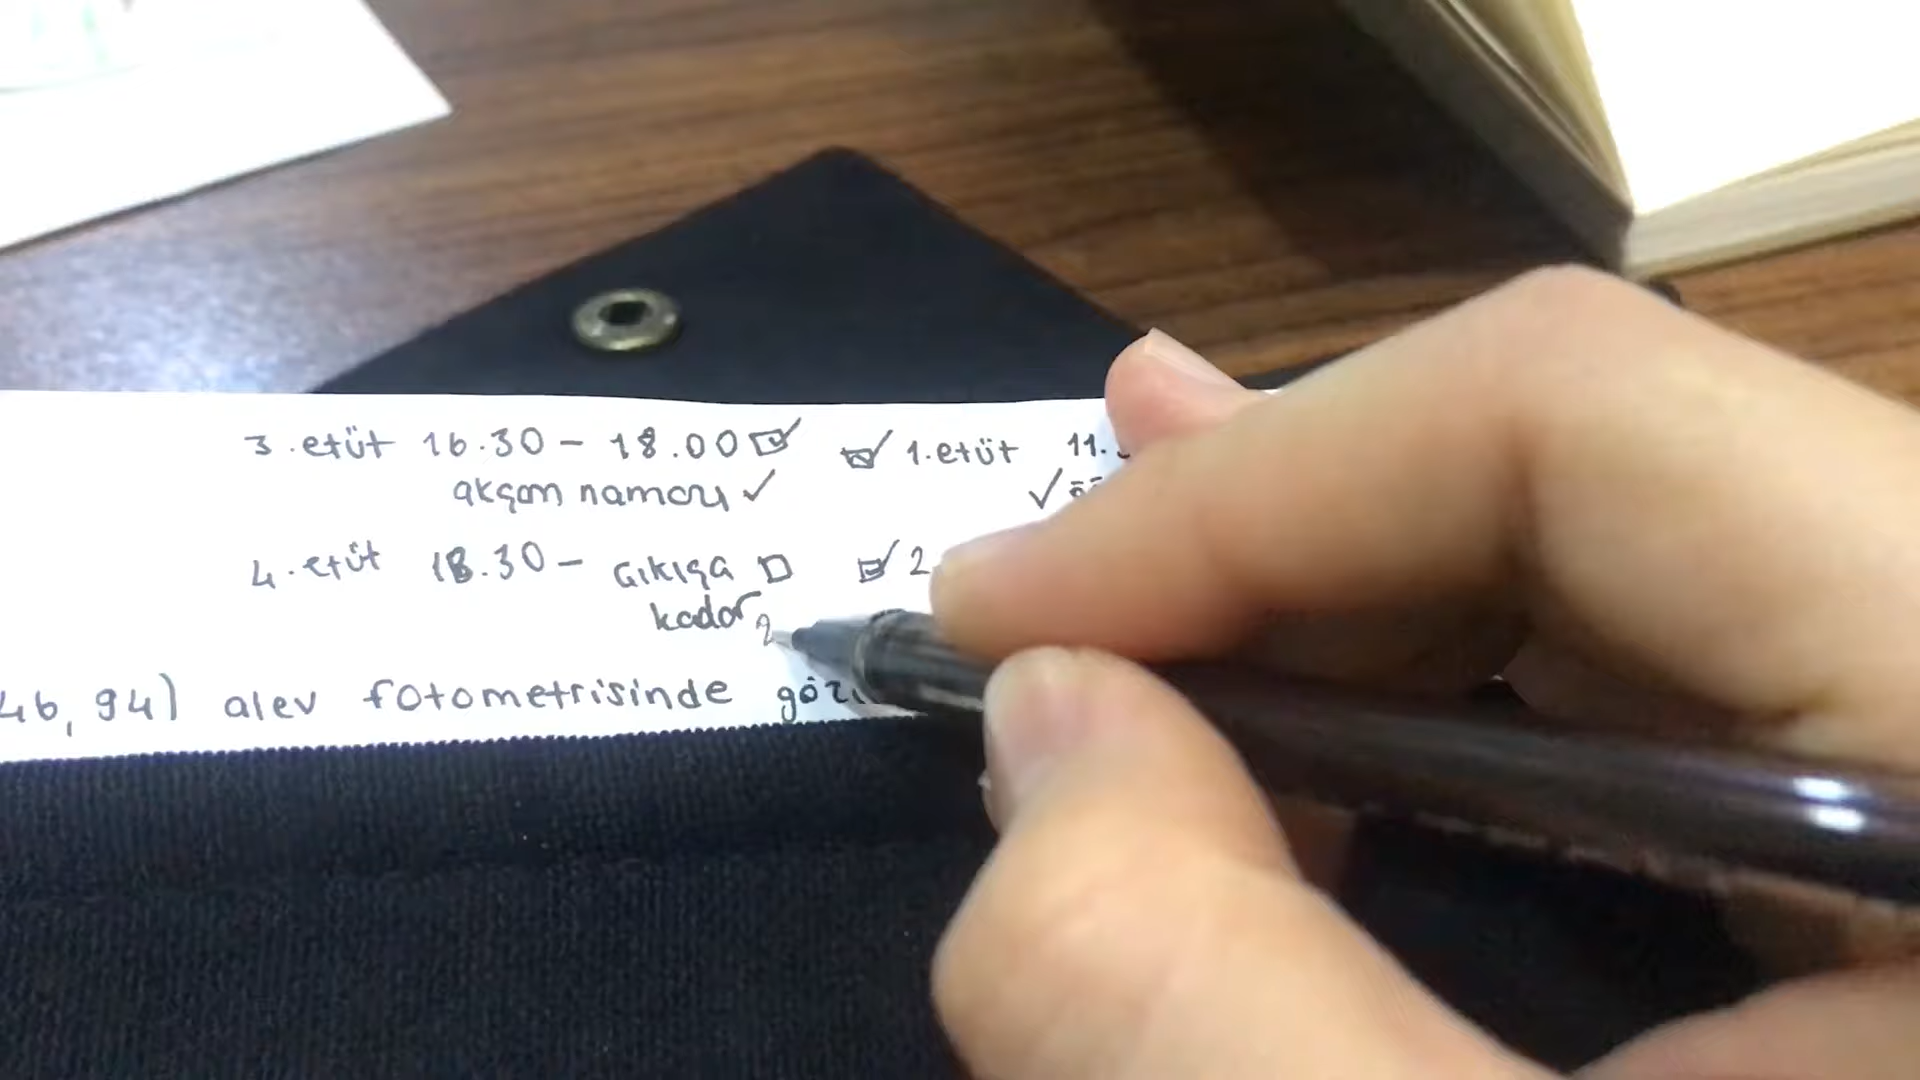 3.etüt 16.30 - 18.00
akşam namazı ✓
4.etüt 18.30 - çıkışa
kadar 2
1.etüt 11.
✓
2
46, 94) alev fotometrisinde